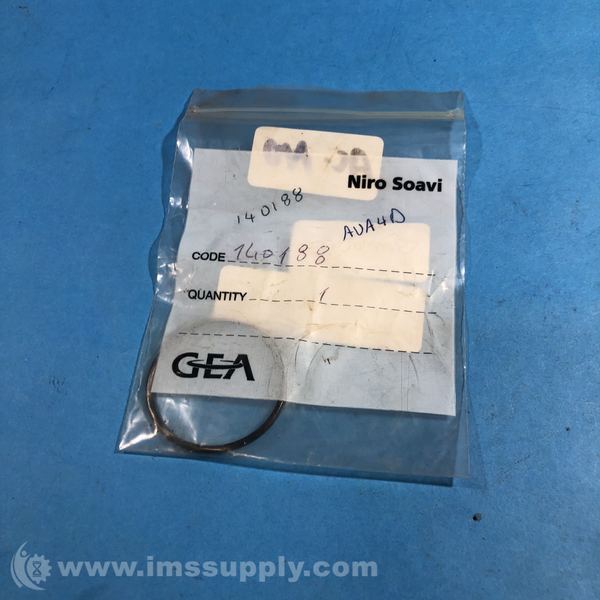 Niro Soavi
140188
AVA4D
CODE 140188
QUANTITY 1
GEA
www.imssupply.com